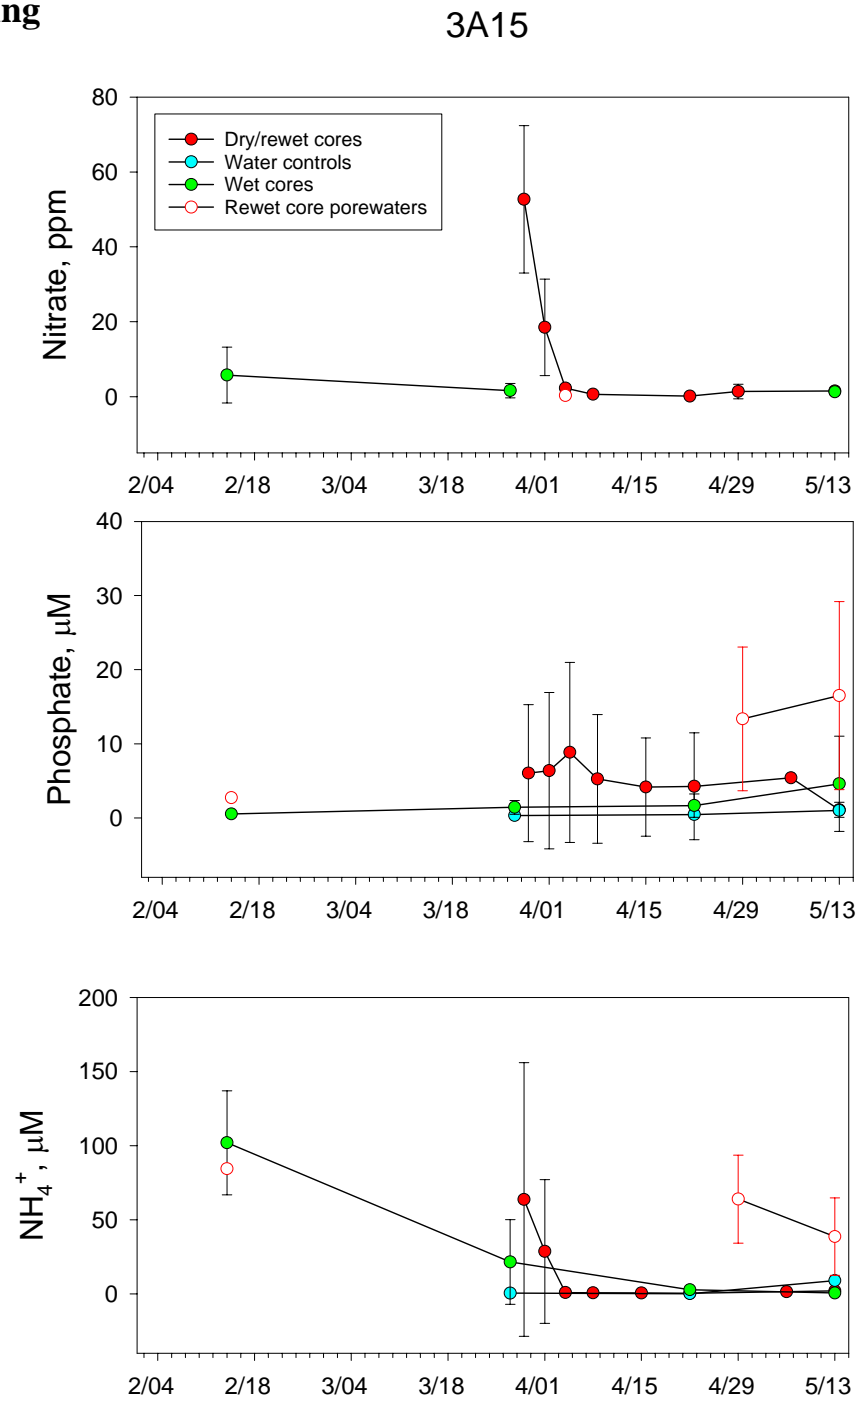 ng
3A15
80
60
40
20
0
Nitrate, ppm
Dry/rewet cores
Water controls
Wet cores
Rewet core porewaters
2/04 2/18 3/04 3/18 4/01 4/15 4/29 5/13
40
30
20
10
0
Phosphate, μM
2/04 2/18 3/04 3/18 4/01 4/15 4/29 5/13
200
150
100
50
0
NH₄⁺, μM
2/04 2/18 3/04 3/18 4/01 4/15 4/29 5/13